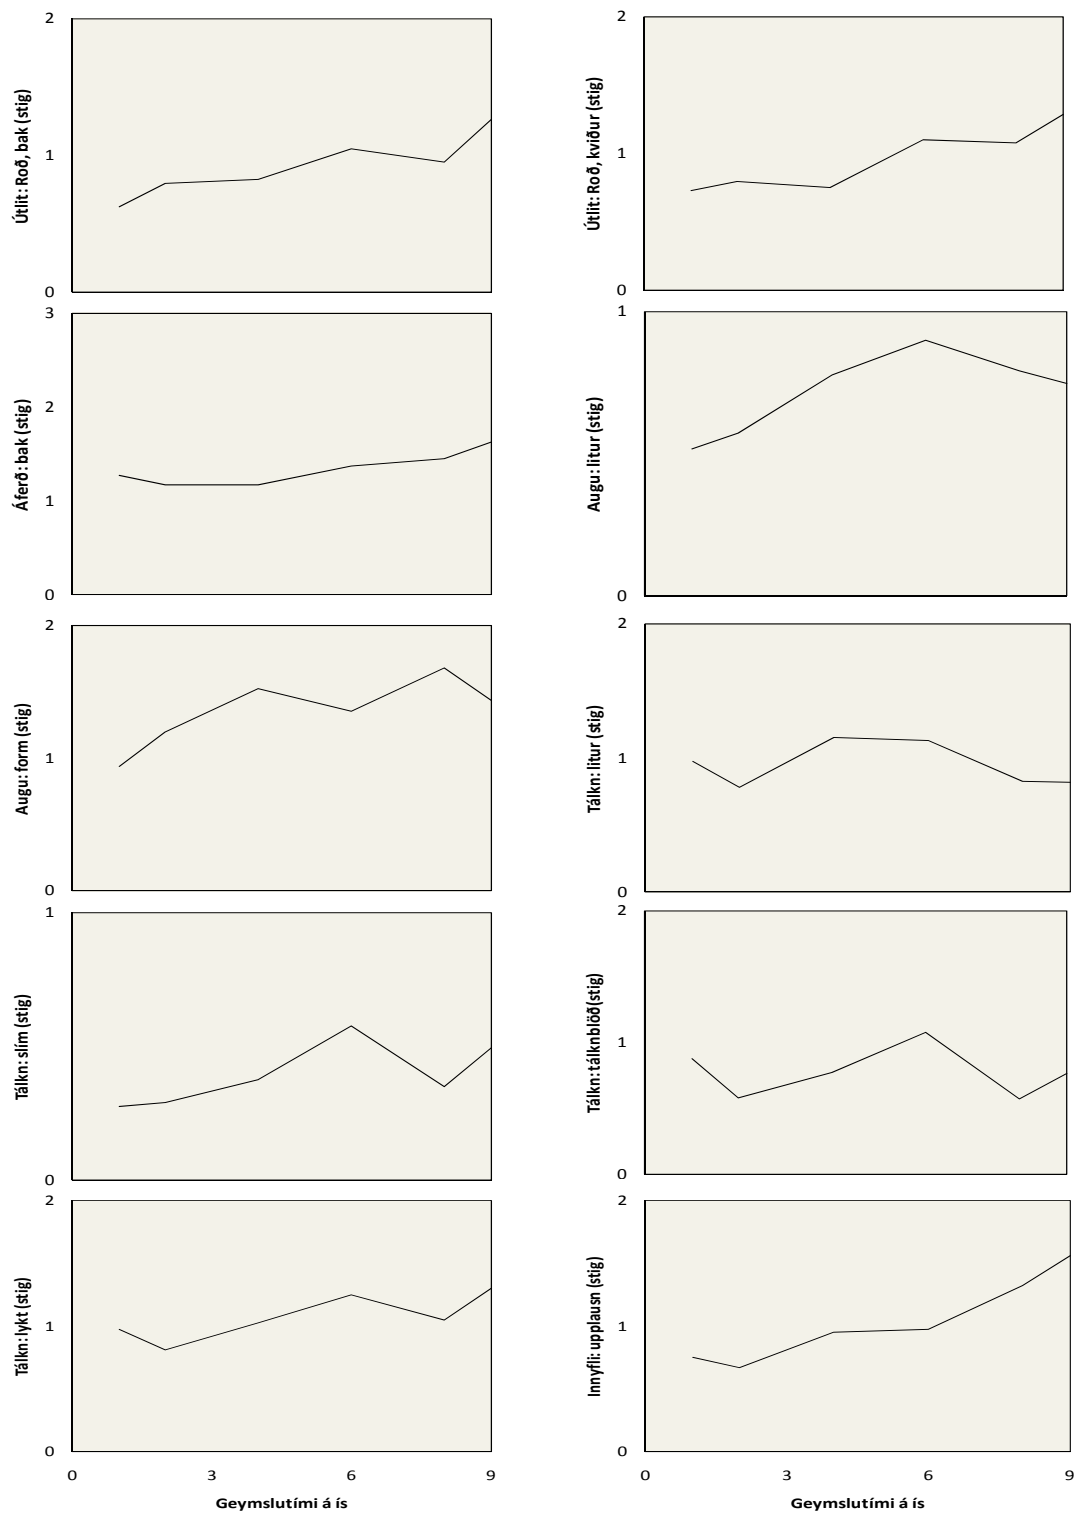 2
1
0
Útlit: Roð, bak (stig)
2
1
0
Útlit: Roð, kviður (stig)
3
2
1
0
Áferð: bak (stig)
1
0
Augu: litur (stig)
2
1
0
Augu: form (stig)
2
1
0
Tálkn: litur (stig)
1
0
Tálkn: slím (stig)
2
1
0
Tálkn: tálknblöð (stig)
2
1
0
Tálkn: lykt (stig)
0 3 6 9
Geymslutími á ís
2
1
0
Innyfli: upplausn (stig)
0 3 6 9
Geymslutími á ís